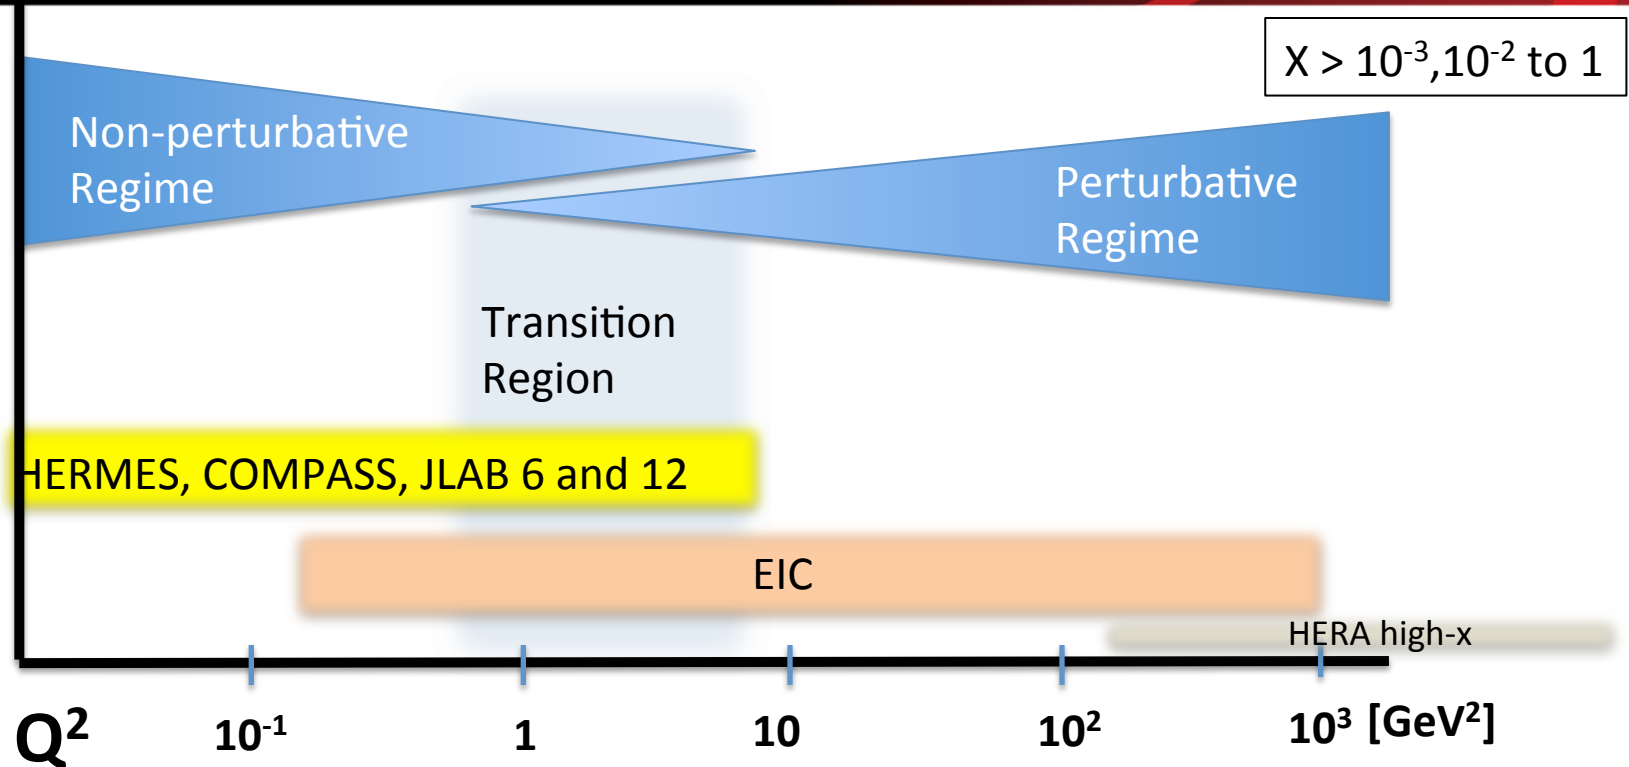 X > 10⁻³,10⁻² to 1
Non-perturbative
Regime
Perturbative
Regime
Transition
Region
HERMES, COMPASS, JLAB 6 and 12
EIC
HERA high-x
Q² 10⁻¹ 1 10 10² 10³ [GeV²]